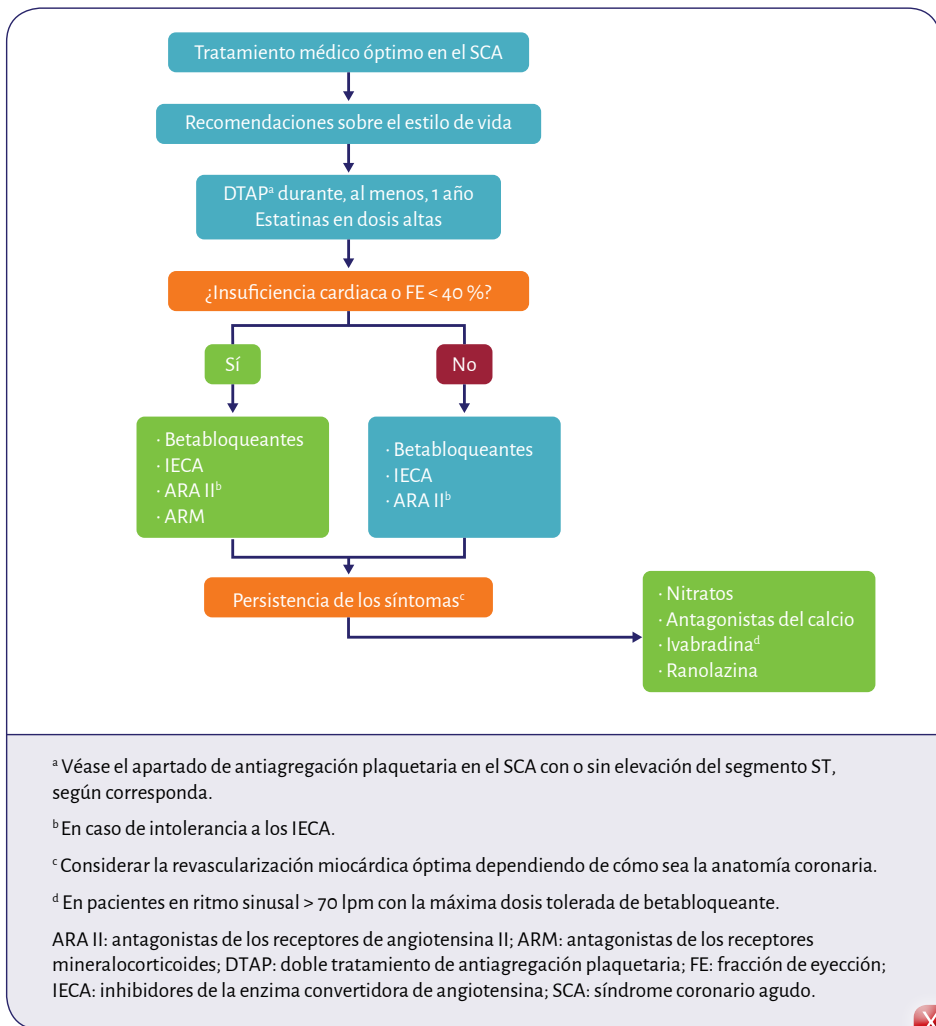 Tratamiento médico óptimo en el SCA
Recomendaciones sobre el estilo de vida
DTAPᵃ durante, al menos, 1 año
Estatinas en dosis altas
¿Insuficiencia cardiaca o FE < 40 %?
Sí
No
· Betabloqueantes
· IECA
· ARA IIᵇ
· ARM
· Betabloqueantes
· IECA
· ARA IIᵇ
Persistencia de los síntomasᶜ
· Nitratos
· Antagonistas del calcio
· Ivabradinaᵈ
· Ranolazina
ᵃ Véase el apartado de antiagregación plaquetaria en el SCA con o sin elevación del segmento ST,
según corresponda.
ᵇ En caso de intolerancia a los IECA.
ᶜ Considerar la revascularización miocárdica óptima dependiendo de cómo sea la anatomía coronaria.
ᵈ En pacientes en ritmo sinusal > 70 lpm con la máxima dosis tolerada de betabloqueante.
ARA II: antagonistas de los receptores de angiotensina II; ARM: antagonistas de los receptores
mineralocorticoides; DTAP: doble tratamiento de antiagregación plaquetaria; FE: fracción de eyección;
IECA: inhibidores de la enzima convertidora de angiotensina; SCA: síndrome coronario agudo.
X